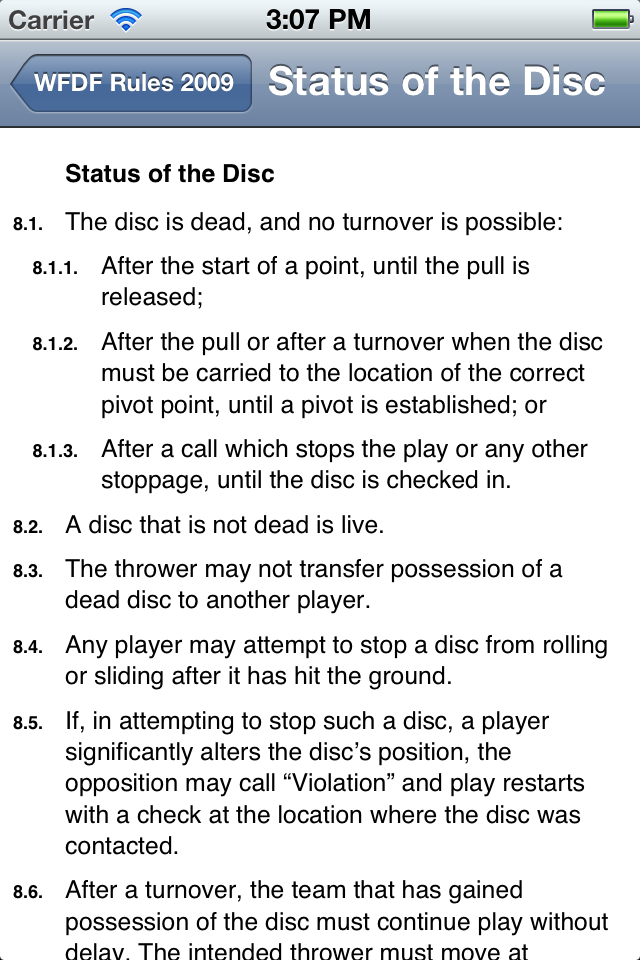 Carrier 3:07 PM
WFDF Rules 2009 Status of the Disc
Status of the Disc
8.1. The disc is dead, and no turnover is possible:
8.1.1. After the start of a point, until the pull is
released;
8.1.2. After the pull or after a turnover when the disc
must be carried to the location of the correct
pivot point, until a pivot is established; or
8.1.3. After a call which stops the play or any other
stoppage, until the disc is checked in.
8.2. A disc that is not dead is live.
8.3. The thrower may not transfer possession of a
dead disc to another player.
8.4. Any player may attempt to stop a disc from rolling
or sliding after it has hit the ground.
8.5. If, in attempting to stop such a disc, a player
significantly alters the disc’s position, the
opposition may call “Violation” and play restarts
with a check at the location where the disc was
contacted.
8.6. After a turnover, the team that has gained
possession of the disc must continue play without
delay. The intended thrower must move at